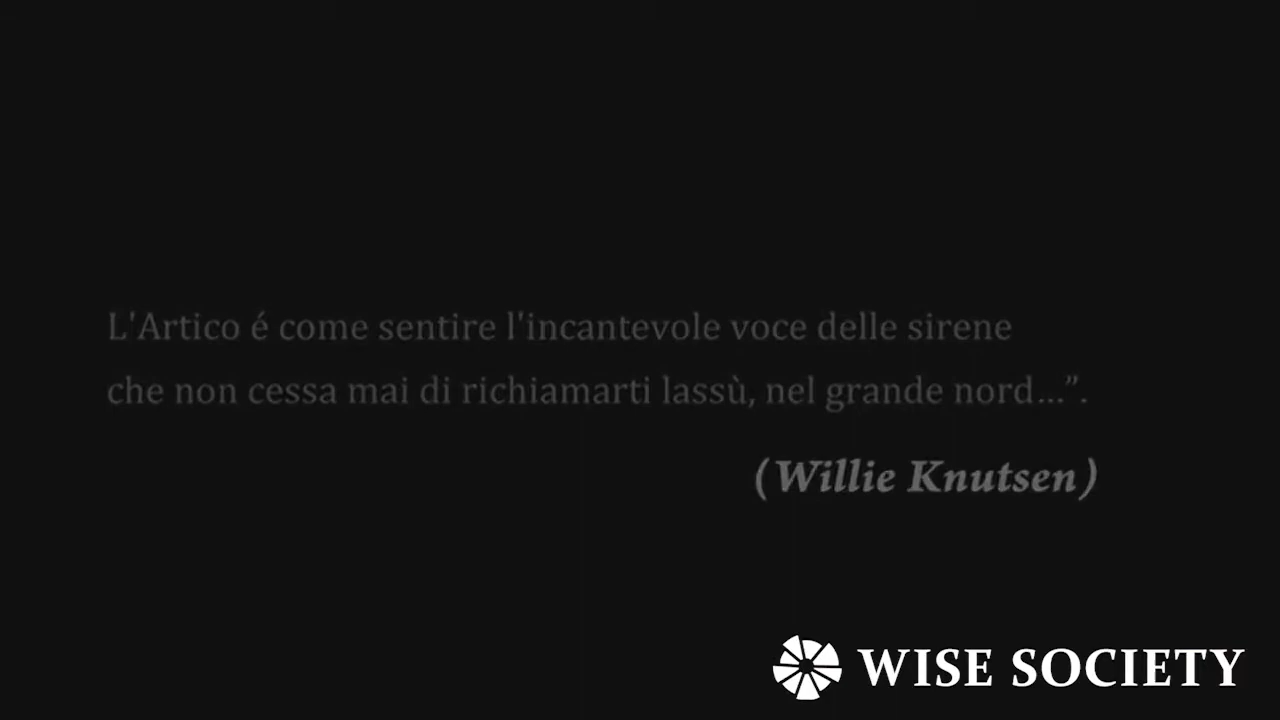 L'Artico é come sentire l'incantevole voce delle sirene
che non cessa mai di richiamarti lassù, nel grande nord…”.
(Willie Knutsen)
WISE SOCIETY